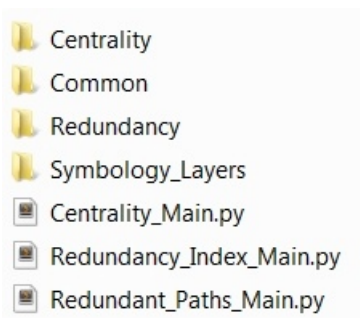 Centrality
Common
Redundancy
Symbology_Layers
Centrality_Main.py
Redundancy_Index_Main.py
Redundant_Paths_Main.py